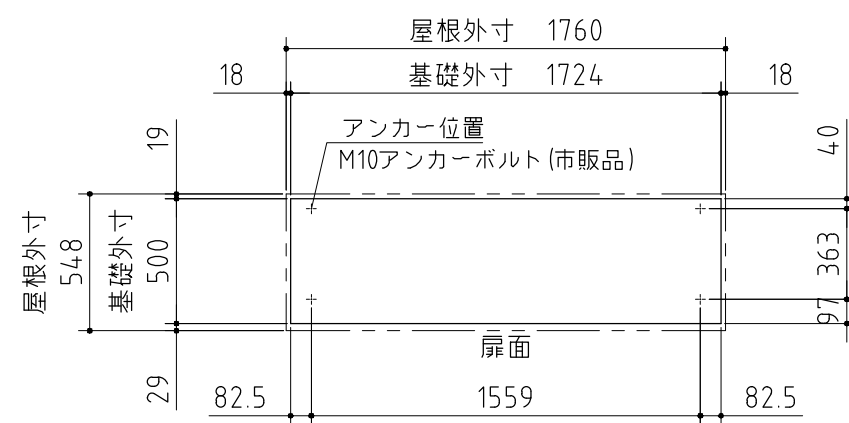 屋根外寸 1760
18 基礎外寸 1724 18
19
アンカー位置
M10アンカーボルト(市販品)
40
屋根外寸
548
基礎外寸
500
363
97
扉面
29
82.5 1559 82.5